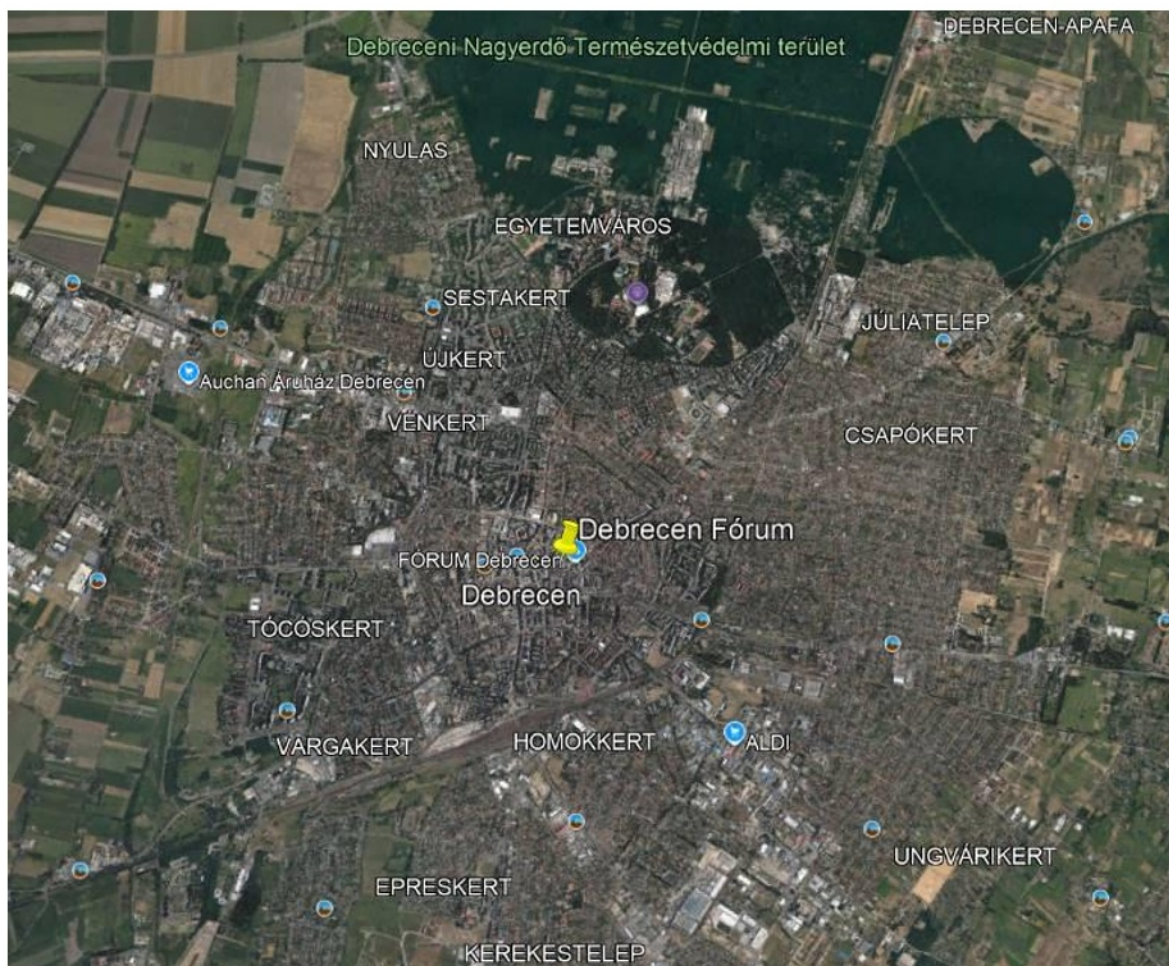 DEBRECEN-APAFA
Debreceni Nagyerdő Természetvédelmi terület
NYULAS
EGYETEMVÁROS
SESTAKERT
JÚLIATELEP
ÚJKERT
Auchan Áruház Debrecen
VÉNKERT
CSAPÓKERT
Debrecen Fórum
FÓRUM Debrecen
Debrecen
TÓCÓSKERT
VARGAKERT
HOMOKKERT
ALDI
UNGVÁRIKERT
EPRESKERT
KEREKESTELEP